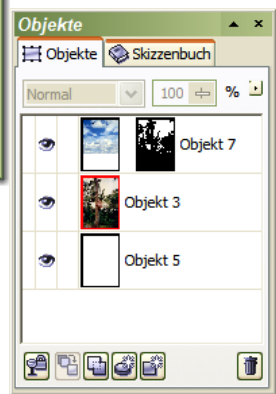 Objekte
Objekte Skizzenbuch
Normal 100 %
Objekt 7
Objekt 3
Objekt 5